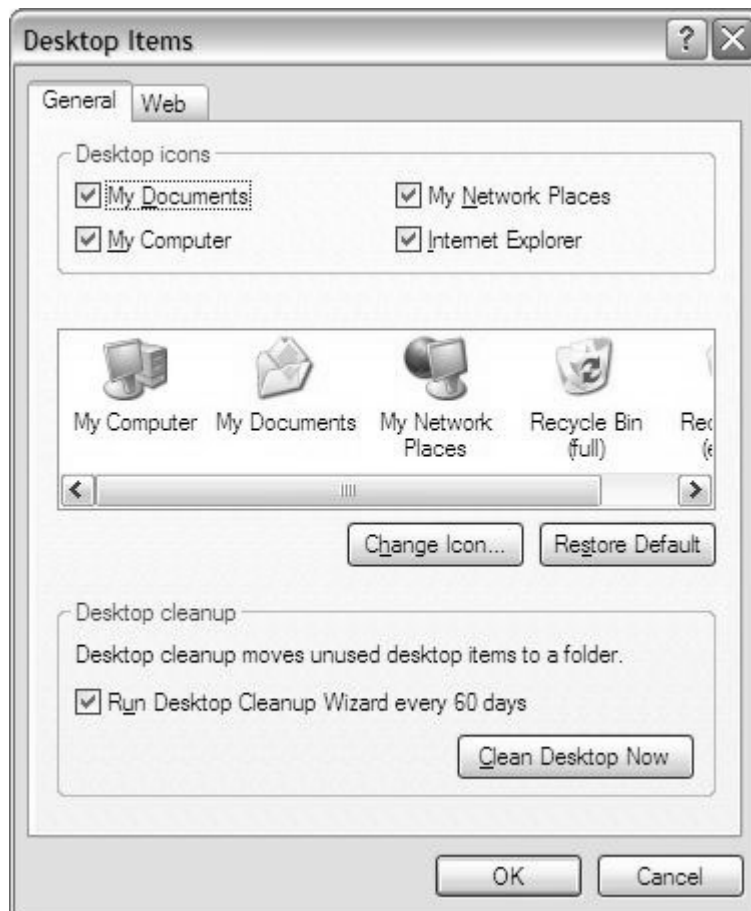 Desktop Items
General Web
Desktop icons
My Documents My Network Places
My Computer Internet Explorer
My Computer My Documents My Network Places Recycle Bin (full)
Change Icon... Restore Default
Desktop cleanup
Desktop cleanup moves unused desktop items to a folder.
Run Desktop Cleanup Wizard every 60 days
Clean Desktop Now
OK Cancel